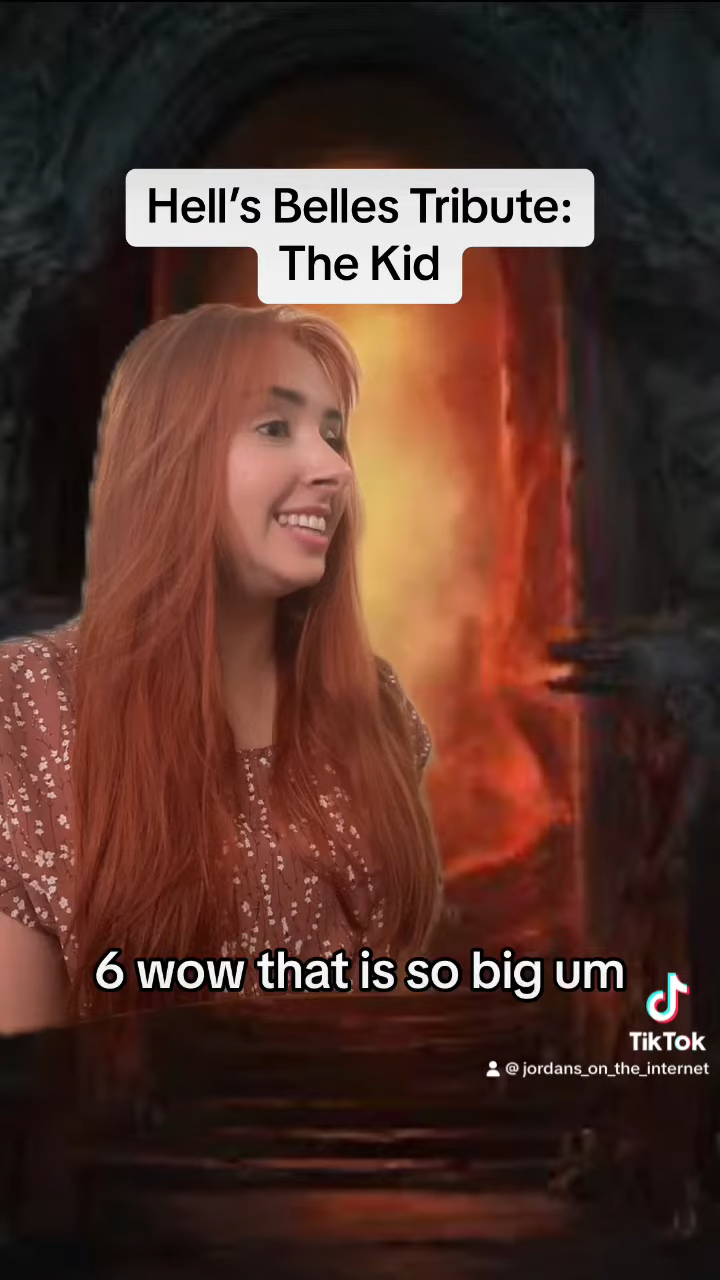 Hell's Belles Tribute:
The Kid
6 wow that is so big um
TikTok
@jordans_on_the_internet